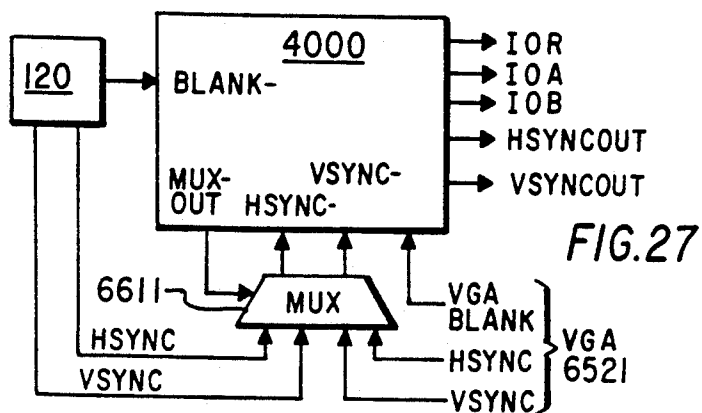 120
4000
BLANK-
IOR
IOA
IOB
HSYNCOUT
VSYNCOUT
MUX-
OUT
HSYNC-
VSYNC-
FIG.27
6611
MUX
VGA
BLANK
HSYNC
VSYNC
HSYNC
VSYNC
VGA
6521